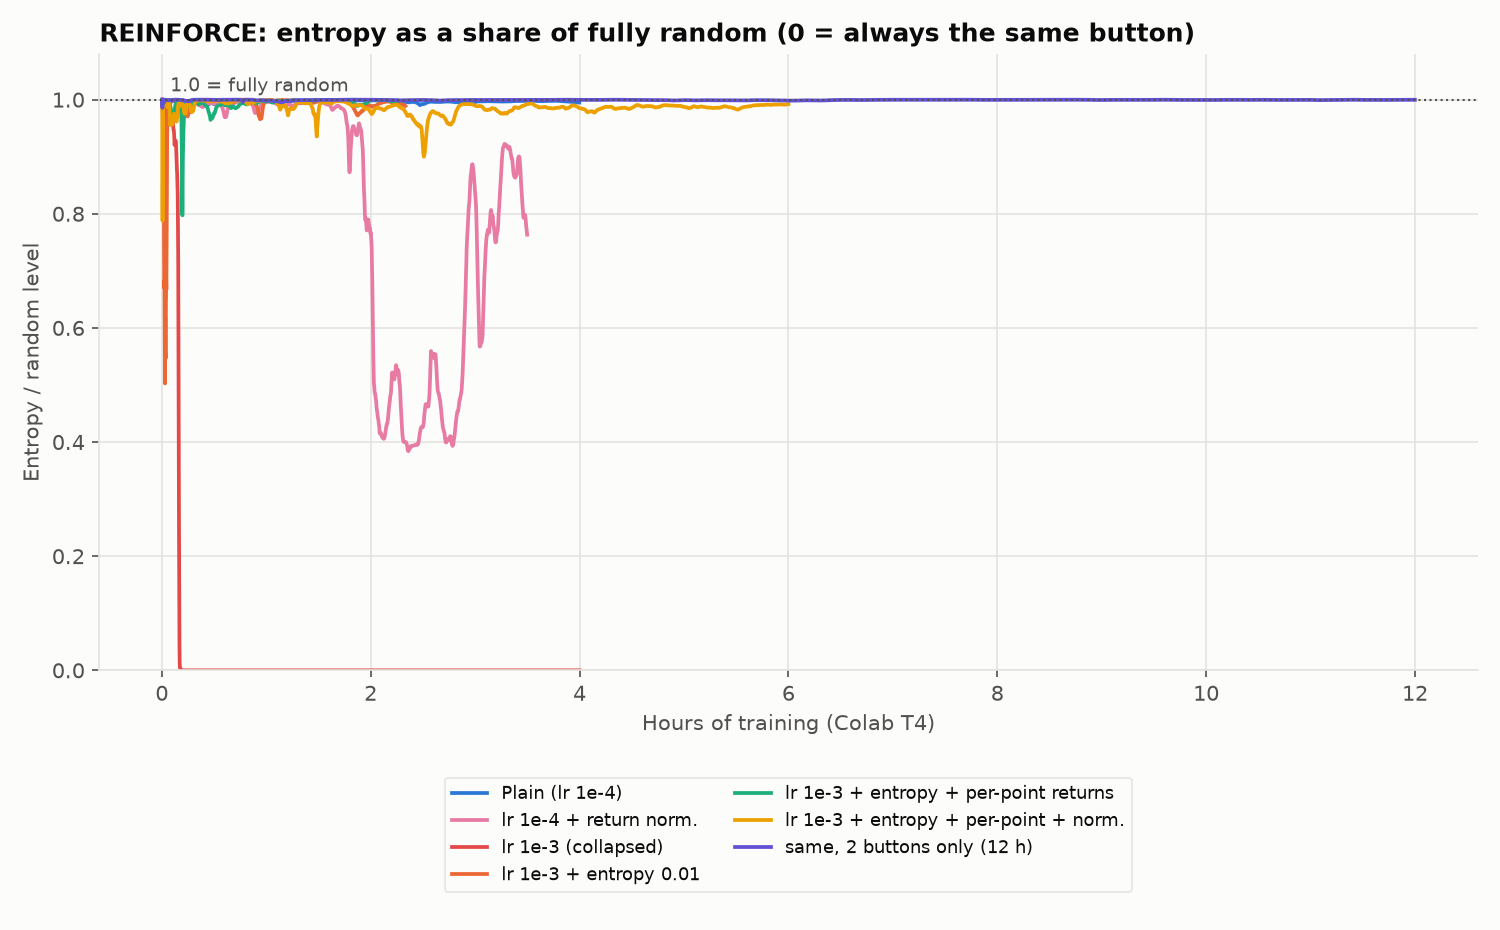 REINFORCE: entropy as a share of fully random (0 = always the same button)
1.0 = fully random
1.0
0.8
0.6
0.4
0.2
0.0
Entropy / random level
0 2 4 6 8 10 12
Hours of training (Colab T4)
Plain (lr 1e-4)
lr 1e-4 + return norm.
lr 1e-3 (collapsed)
lr 1e-3 + entropy 0.01
lr 1e-3 + entropy + per-point returns
lr 1e-3 + entropy + per-point + norm.
same, 2 buttons only (12 h)